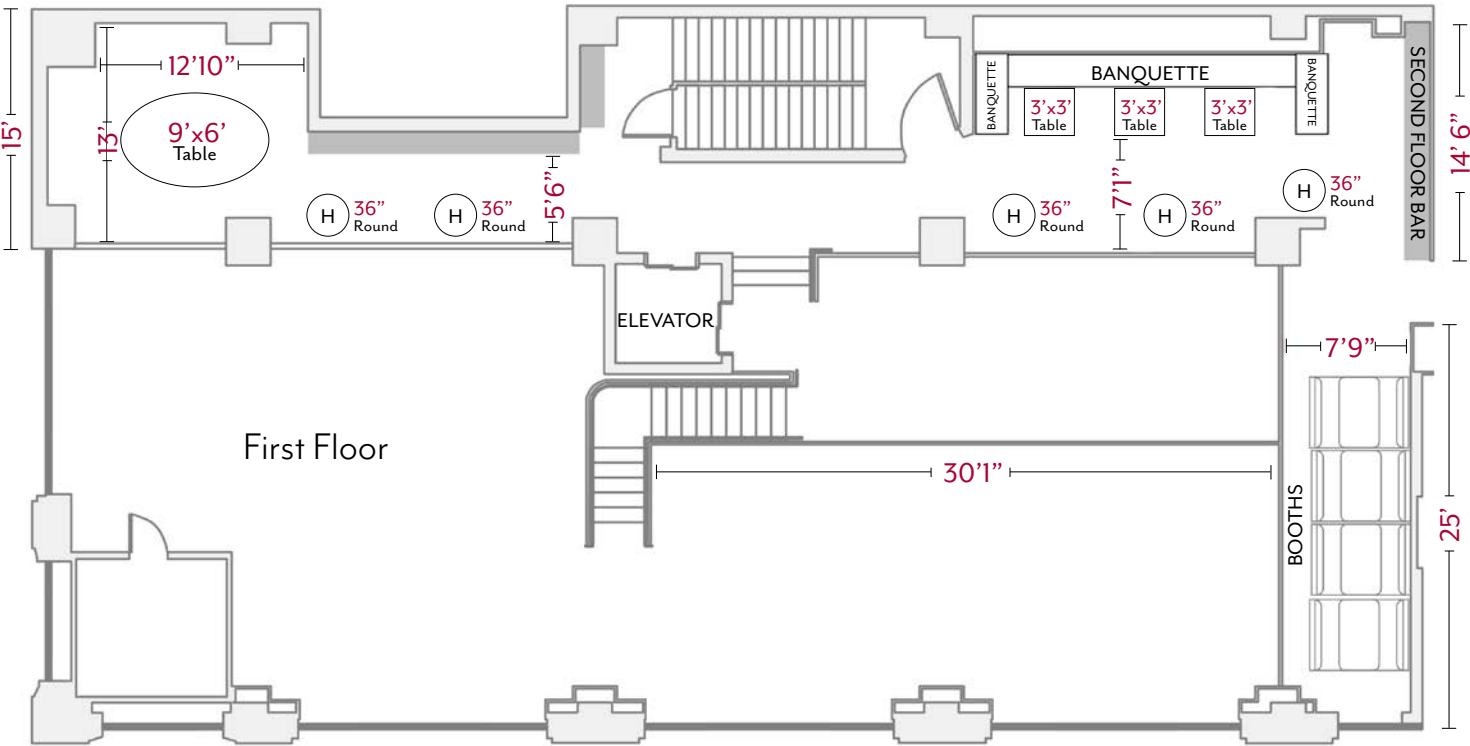 12'10"
15'
13'
9'x6'
Table
H
36"
Round
H
36"
Round
5'6"
BANQUETTE
BANQUETTE
BANQUETTE
3'x3'
Table
3'x3'
Table
3'x3'
Table
7'1"
H
36"
Round
H
36"
Round
H
36"
Round
SECOND FLOOR BAR
14' 6"
ELEVATOR
7'9"
First Floor
30'1"
BOOTHS
25'